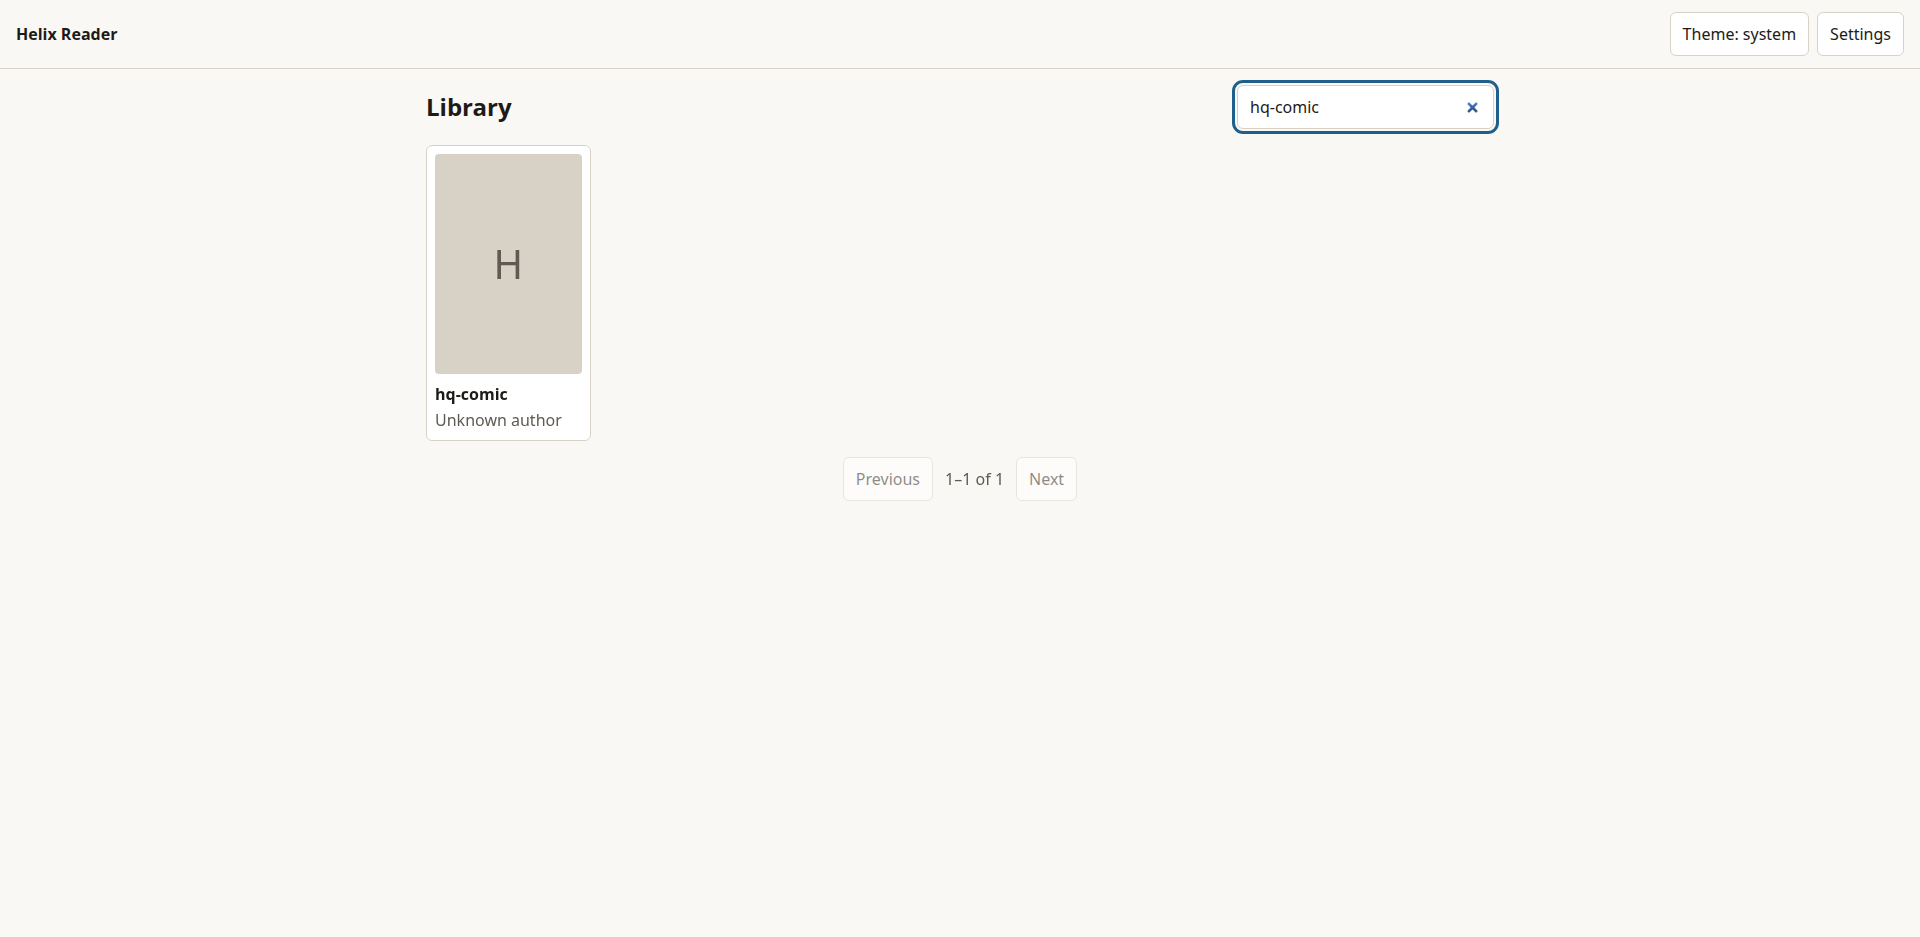 Helix Reader
Theme: system
Settings
Library
hq-comic
H
hq-comic
Unknown author
Previous
1–1 of 1
Next